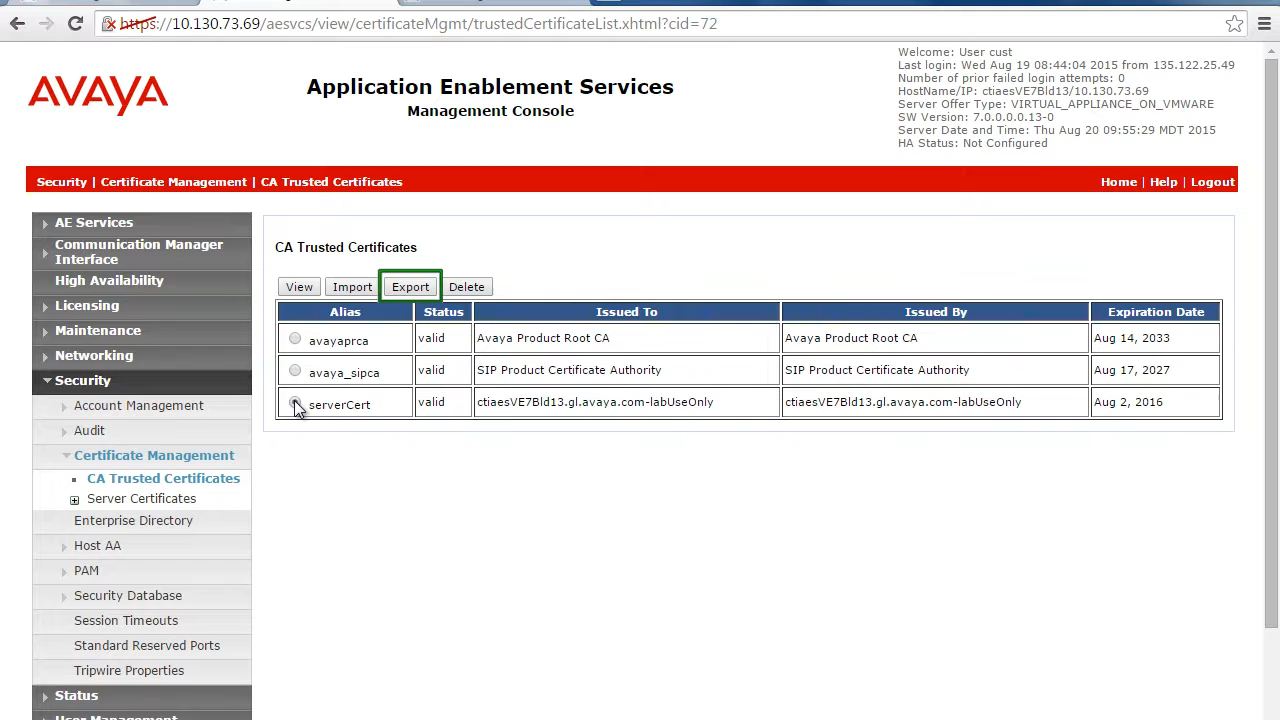 https://10.130.73.69/aesvcs/view/certificateMgmt/trustedCertificateList.xhtml?cid=72
AVAYA
Application Enablement Services
Management Console
Welcome: User cust
Last login: Wed Aug 19 08:44:04 2015 from 135.122.25.49
Number of prior failed login attempts: 0
HostName/IP: ctiaesVE7Bld13/10.130.73.69
Server Offer Type: VIRTUAL_APPLIANCE_ON_VMWARE
SW Version: 7.0.0.0.0.13-0
Server Date and Time: Thu Aug 20 09:55:29 MDT 2015
HA Status: Not Configured
Security | Certificate Management | CA Trusted Certificates
Home | Help | Logout
AE Services
Communication Manager
Interface
High Availability
Licensing
Maintenance
Networking
Security
Account Management
Audit
Certificate Management
CA Trusted Certificates
Server Certificates
Enterprise Directory
Host AA
PAM
Security Database
Session Timeouts
Standard Reserved Ports
Tripwire Properties
Status
User Management
CA Trusted Certificates
View Import Export Delete
Alias Status Issued To Issued By Expiration Date
avayaprca valid Avaya Product Root CA Avaya Product Root CA Aug 14, 2033
avaya_sipca valid SIP Product Certificate Authority SIP Product Certificate Authority Aug 17, 2027
serverCert valid ctiaesVE7Bld13.gl.avaya.com-labUseOnly ctiaesVE7Bld13.gl.avaya.com-labUseOnly Aug 2, 2016